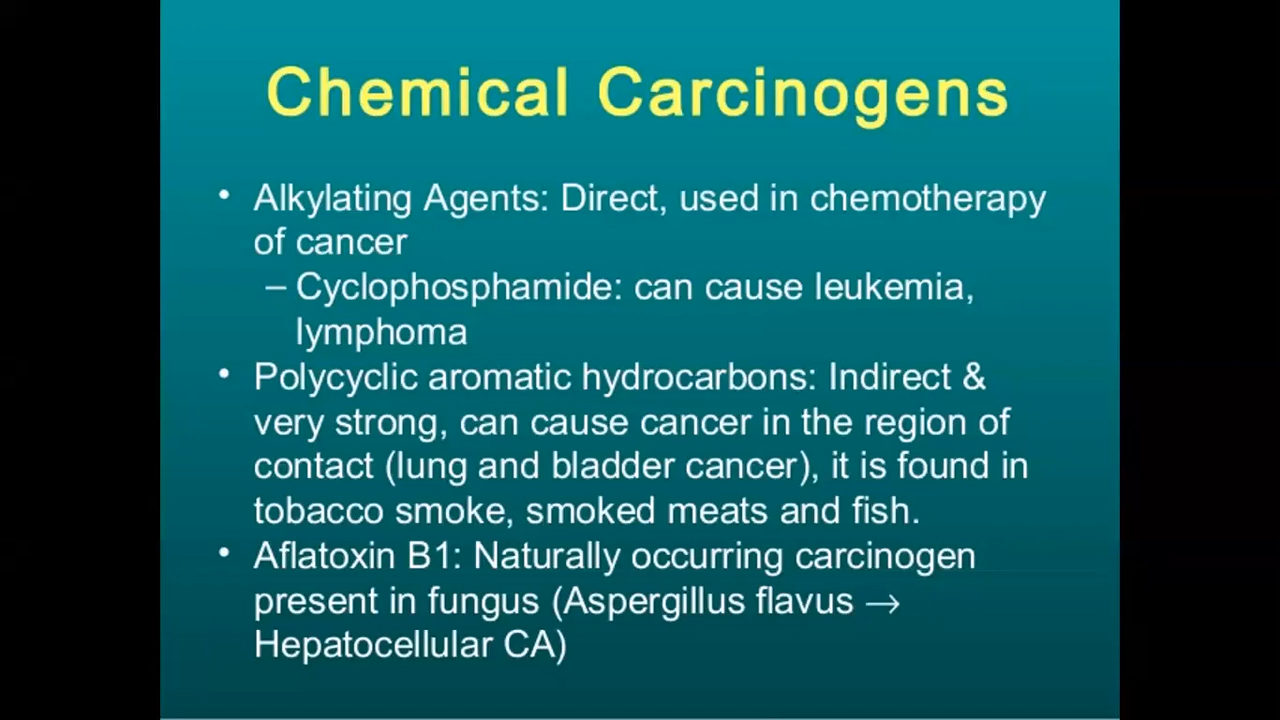 Chemical Carcinogens
• Alkylating Agents: Direct, used in chemotherapy
of cancer
– Cyclophosphamide: can cause leukemia,
lymphoma
• Polycyclic aromatic hydrocarbons: Indirect &
very strong, can cause cancer in the region of
contact (lung and bladder cancer), it is found in
tobacco smoke, smoked meats and fish.
• Aflatoxin B1: Naturally occurring carcinogen
present in fungus (Aspergillus flavus →
Hepatocellular CA)